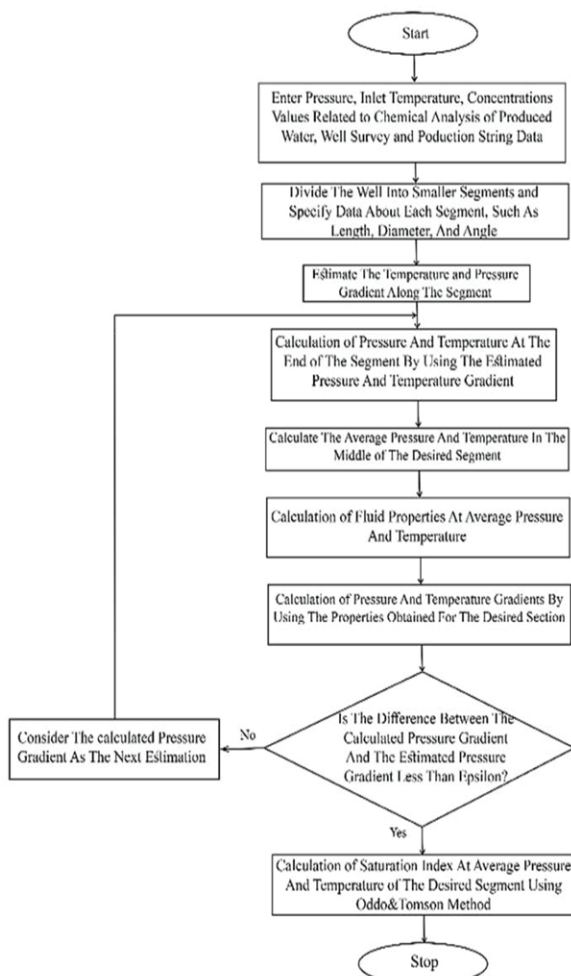 Start
Enter Pressure, Inlet Temperature, Concentrations
Values Related to Chemical Analysis of Produced
Water, Well Survey and Poduction String Data
Divide The Well Into Smaller Segments and
Specify Data About Each Segment, Such As
Length, Diameter, And Angle
Estimate The Temperature and Pressure
Gradient Along The Segment
Calculation of Pressure And Temperature At The
End of The Segment By Using The Estimated
Pressure And Temperature Gradient
Calculate The Average Pressure And Temperature In The
Middle of The Desired Segment
Calculation of Fluid Properties At Average Pressure
And Temperature
Calculation of Pressure And Temperature Gradients By
Using The Properties Obtained For The Desired Section
Is The Difference Between The
Calculated Pressure Gradient
And The Estimated Pressure
Gradient Less Than Epsilon?
No
Consider The calculated Pressure
Gradient As The Next Estimation
Yes
Calculation of Saturation Index At Average Pressure
And Temperature of The Desired Segment Using
Oddo&Tomson Method
Stop